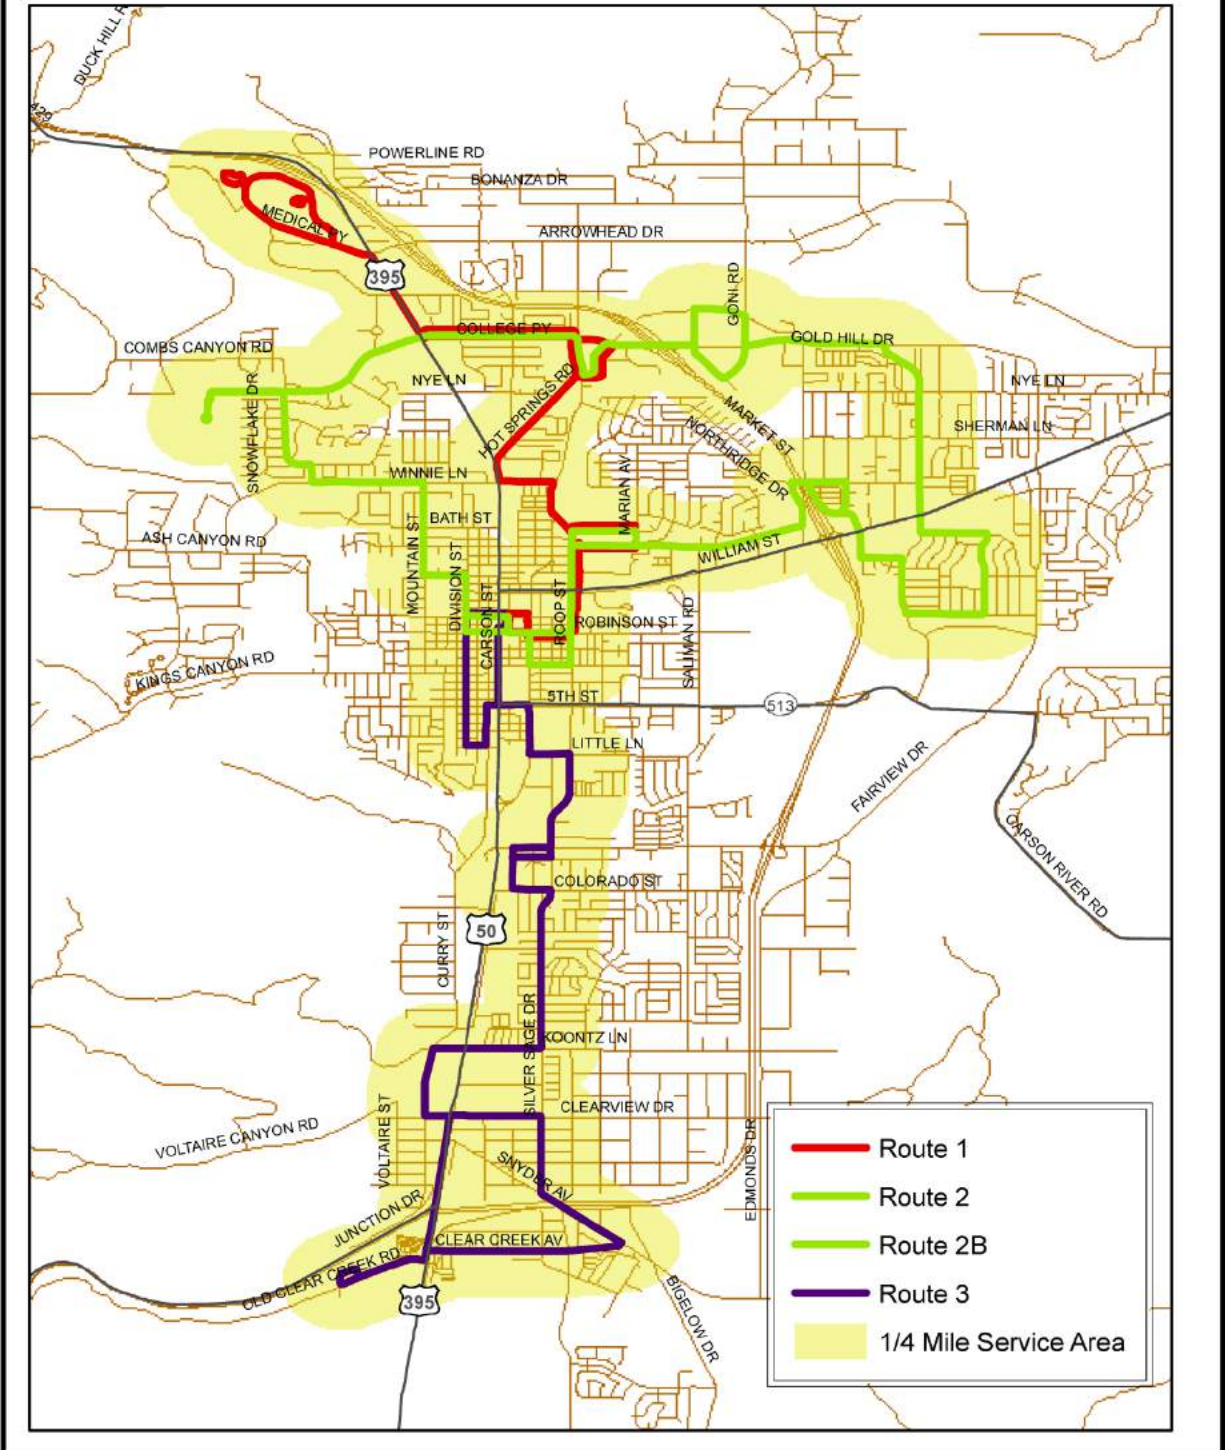 DUCK HILL R
429
POWERLINE RD
BONANZA DR
MEDICAL PY
ARROWHEAD DR
395
GONI RD
COLLEGE PY
GOLD HILL DR
COMBS CANYON RD
NYE LN
NYE LN
SNOWFLAKE DR
HOT SPRINGS RD
MARKET ST
NORTHRIDGE DR
SHERMAN LN
WINNIE LN
MARIAN AV
BATH ST
ASH CANYON RD
MOUNTAIN ST
DIVISION ST
WILLIAM ST
CARSON ST
ROOP ST
ROBINSON ST
SALIMAN RD
KINGS CANYON RD
5TH ST
513
LITTLE LN
FAIRVIEW DR
CARSON RIVER RD
COLORADO ST
50
CURRY ST
SILVER SAGE DR
KOONTZ LN
CLEARVIEW DR
VOLTAIRE ST
VOLTAIRE CANYON RD
EDMONDS DR
SNYDER AV
JUNCTION DR
CLEAR CREEK AV
OLD CLEAR CREEK RD
395
BIGELOW DR
Route 1
Route 2
Route 2B
Route 3
1/4 Mile Service Area